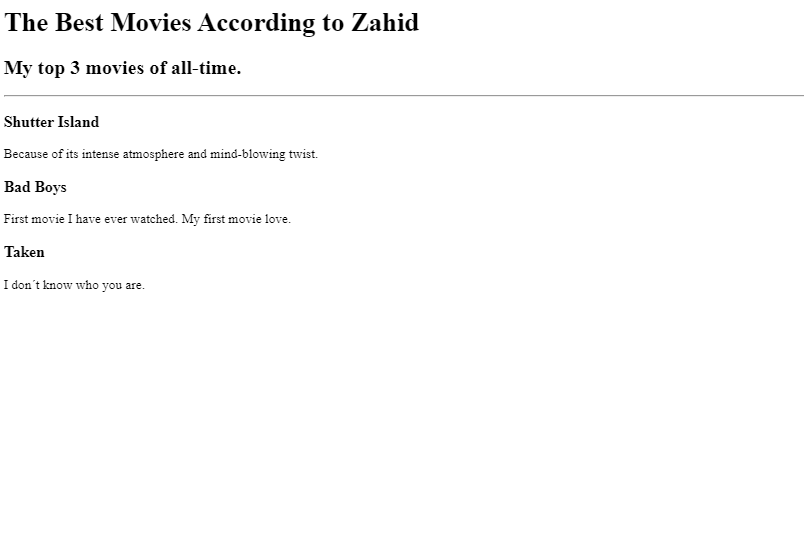 The Best Movies According to Zahid
My top 3 movies of all-time.
Shutter Island
Because of its intense atmosphere and mind-blowing twist.
Bad Boys
First movie I have ever watched. My first movie love.
Taken
I don´t know who you are.